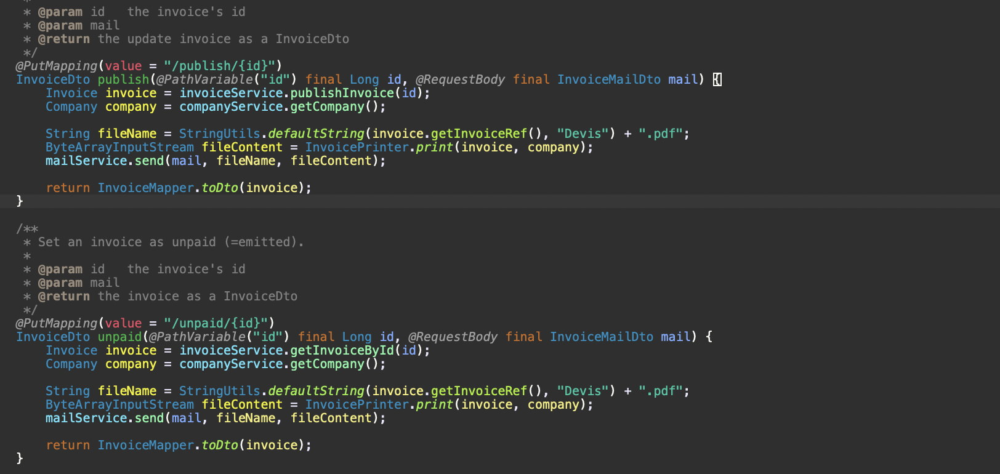 *
* @param id   the invoice's id
* @param mail
* @return the update invoice as a InvoiceDto
*/
@PutMapping(value = "/publish/{id}")
InvoiceDto publish(@PathVariable("id") final Long id, @RequestBody final InvoiceMailDto mail) {
    Invoice invoice = invoiceService.publishInvoice(id);
    Company company = companyService.getCompany();
    String fileName = StringUtils.defaultString(invoice.getInvoiceRef(), "Devis") + ".pdf";
    ByteArrayInputStream fileContent = InvoicePrinter.print(invoice, company);
    mailService.send(mail, fileName, fileContent);
    return InvoiceMapper.toDto(invoice);
}
/**
 * Set an invoice as unpaid (=emitted).
 *
 * @param id   the invoice's id
 * @param mail
 * @return the invoice as a InvoiceDto
 */
@PutMapping(value = "/unpaid/{id}")
InvoiceDto unpaid(@PathVariable("id") final Long id, @RequestBody final InvoiceMailDto mail) {
    Invoice invoice = invoiceService.getInvoiceById(id);
    Company company = companyService.getCompany();
    String fileName = StringUtils.defaultString(invoice.getInvoiceRef(), "Devis") + ".pdf";
    ByteArrayInputStream fileContent = InvoicePrinter.print(invoice, company);
    mailService.send(mail, fileName, fileContent);
    return InvoiceMapper.toDto(invoice);
}